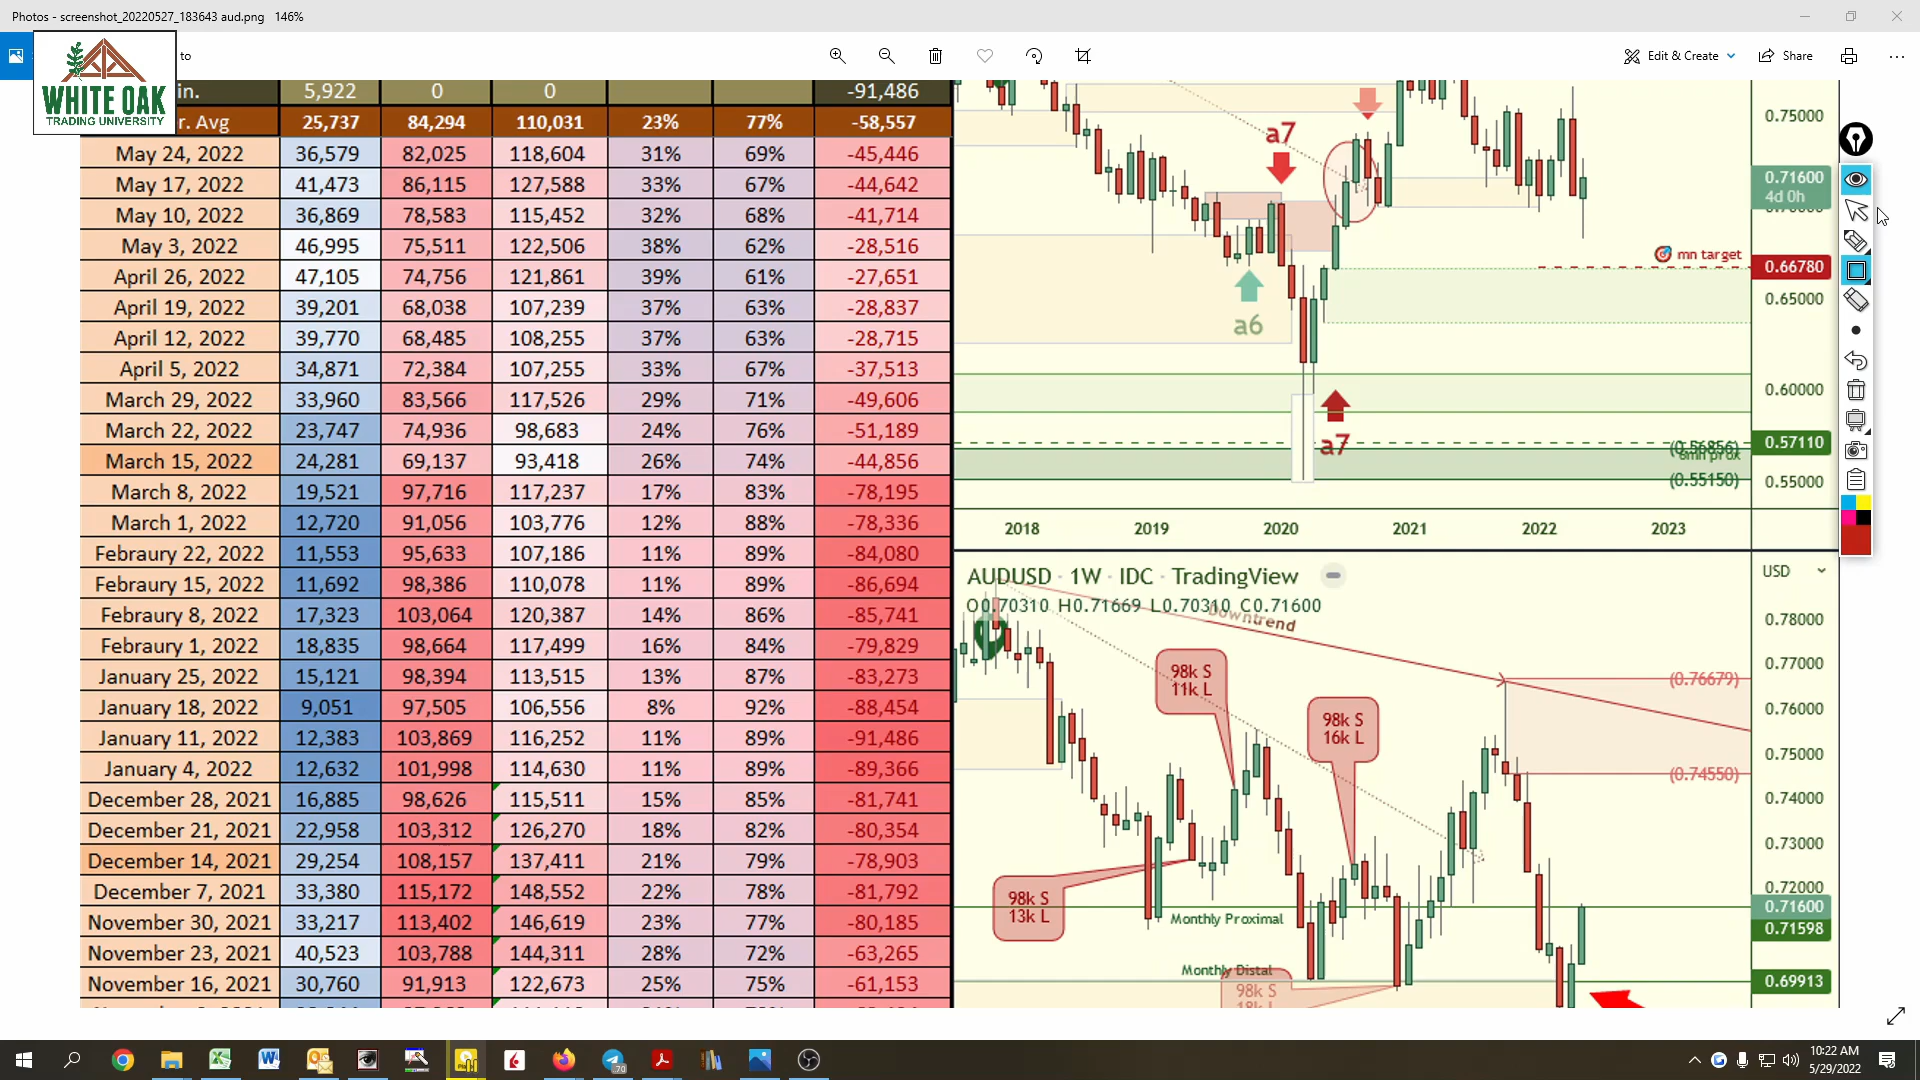 Photos - screenshot_20220527_183643 aud.png 146%
WHITE OAK
TRADING UNIVERSITY
to
Edit & Create
Share
in. 5,922 0 0 -91,486
r. Avg 25,737 84,294 110,031 23% 77% -58,557
May 24, 2022 36,579 82,025 118,604 31% 69% -45,446
May 17, 2022 41,473 86,115 127,588 33% 67% -44,642
May 10, 2022 36,869 78,583 115,452 32% 68% -41,714
May 3, 2022 46,995 75,511 122,506 38% 62% -28,516
April 26, 2022 47,105 74,756 121,861 39% 61% -27,651
April 19, 2022 39,201 68,038 107,239 37% 63% -28,837
April 12, 2022 39,770 68,485 108,255 37% 63% -28,715
April 5, 2022 34,871 72,384 107,255 33% 67% -37,513
March 29, 2022 33,960 83,566 117,526 29% 71% -49,606
March 22, 2022 23,747 74,936 98,683 24% 76% -51,189
March 15, 2022 24,281 69,137 93,418 26% 74% -44,856
March 8, 2022 19,521 97,716 117,237 17% 83% -78,195
March 1, 2022 12,720 91,056 103,776 12% 88% -78,336
Febraury 22, 2022 11,553 95,633 107,186 11% 89% -84,080
Febraury 15, 2022 11,692 98,386 110,078 11% 89% -86,694
Febraury 8, 2022 17,323 103,064 120,387 14% 86% -85,741
Febraury 1, 2022 18,835 98,664 117,499 16% 84% -79,829
January 25, 2022 15,121 98,394 113,515 13% 87% -83,273
January 18, 2022 9,051 97,505 106,556 8% 92% -88,454
January 11, 2022 12,383 103,869 116,252 11% 89% -91,486
January 4, 2022 12,632 101,998 114,630 11% 89% -89,366
December 28, 2021 16,885 98,626 115,511 15% 85% -81,741
December 21, 2021 22,958 103,312 126,270 18% 82% -80,354
December 14, 2021 29,254 108,157 137,411 21% 79% -78,903
December 7, 2021 33,380 115,172 148,552 22% 78% -81,792
November 30, 2021 33,217 113,402 146,619 23% 77% -80,185
November 23, 2021 40,523 103,788 144,311 28% 72% -63,265
November 16, 2021 30,760 91,913 122,673 25% 75% -61,153
a7
a6
a7
mn target
0.75000
0.71600
4d 0h
0.66780
0.65000
0.60000
(0.56856)
0.57110
6mn prox
(0.55150)
0.55000
2018 2019 2020 2021 2022 2023
AUDUSD · 1W · IDC · TradingView
USD
O0.70310 H0.71669 L0.70310 C0.71600
Downtrend
98k S
11k L
98k S
16k L
98k S
13k L
Monthly Proximal
Monthly Distal
98k S
18k L
(0.76679)
(0.74550)
0.78000
0.77000
0.76000
0.75000
0.74000
0.73000
0.72000
0.71600
0.71598
0.69913
70
10:22 AM
5/29/2022